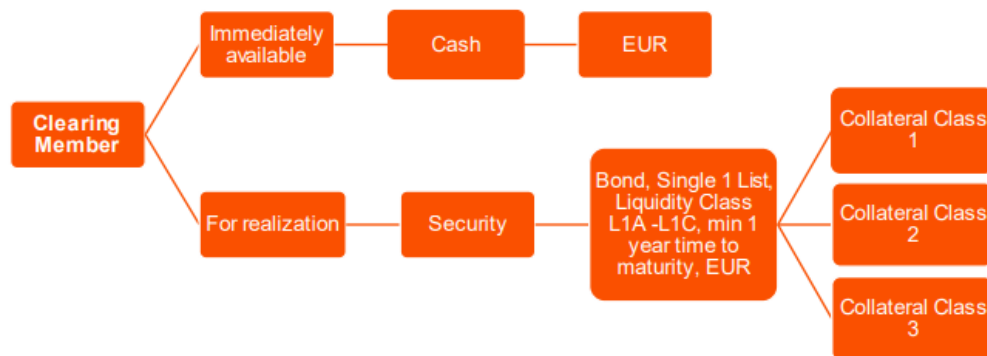 Immediately
available
Cash
EUR
Clearing
Member
Collateral Class
1
For realization
Security
Bond, Single 1 List,
Liquidity Class
L1A -L1C, min 1
year time to
maturity, EUR
Collateral Class
2
Collateral Class
3